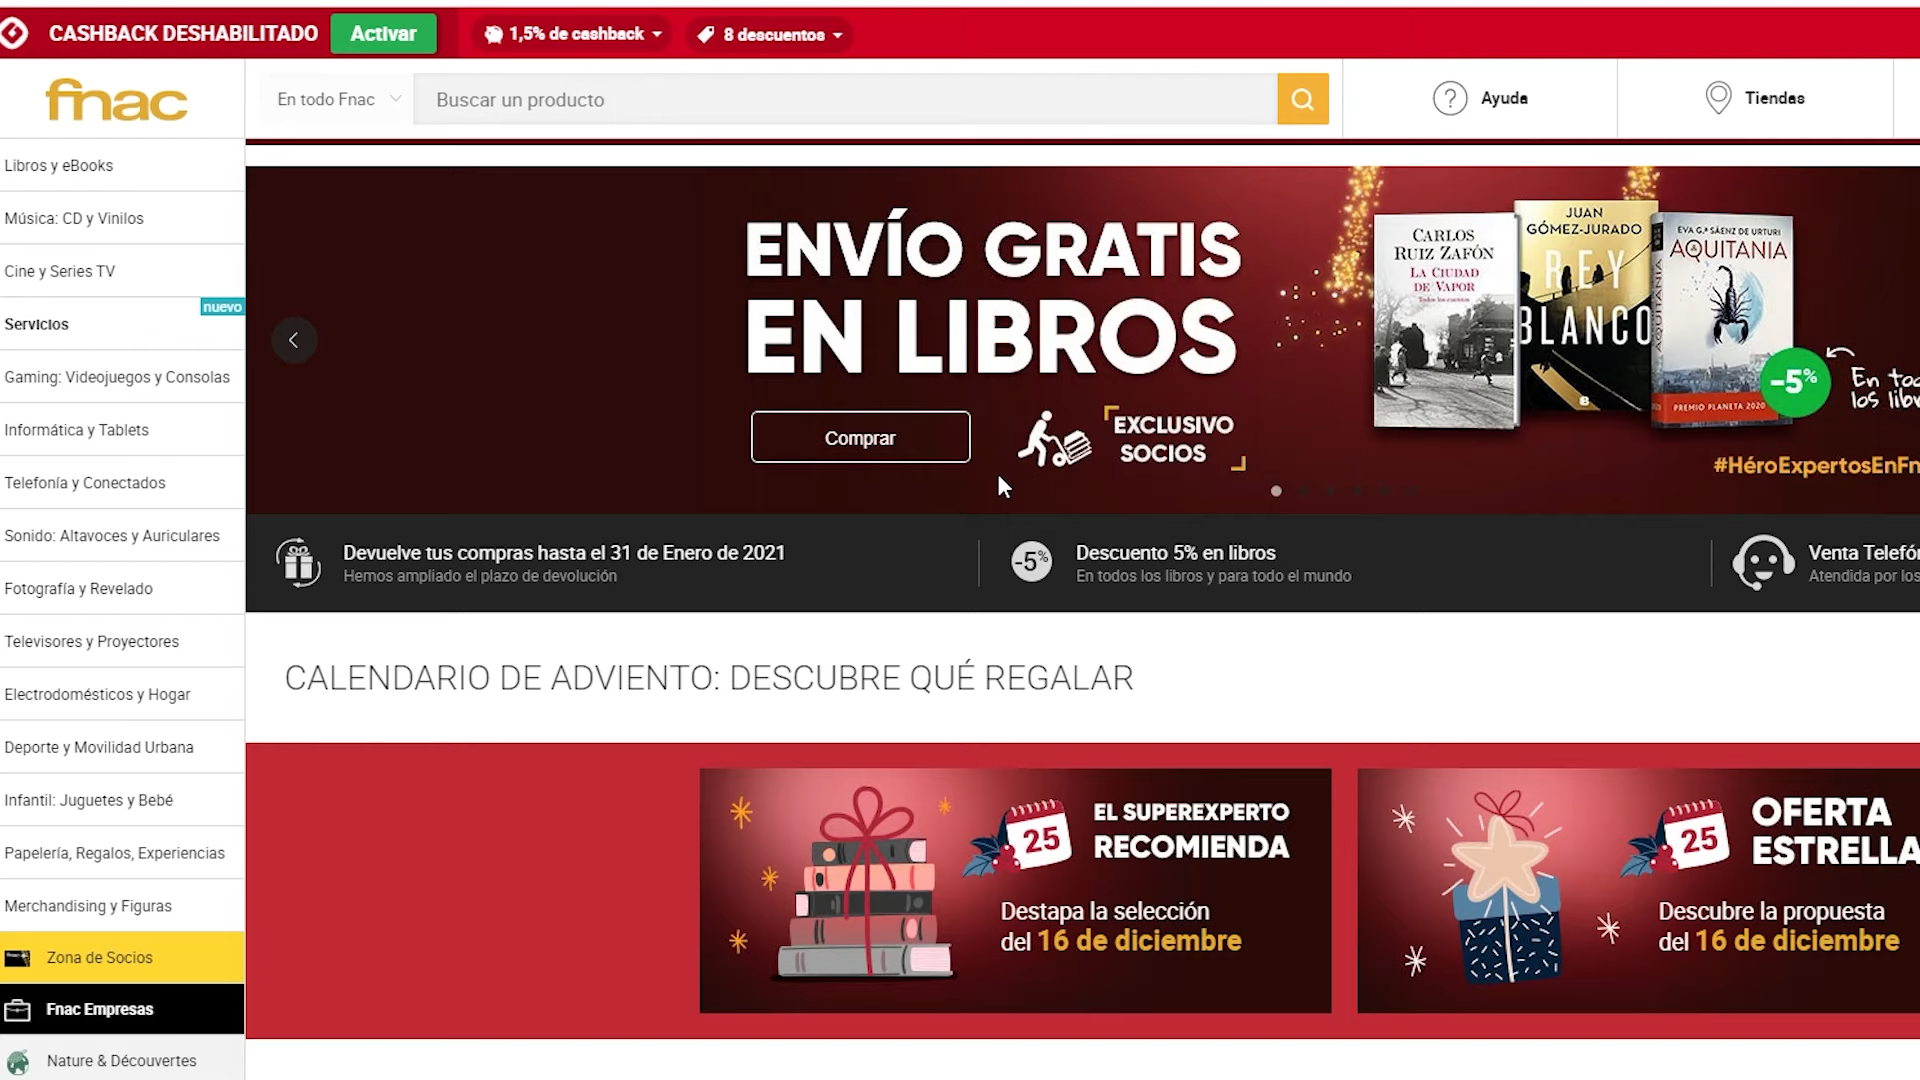 CASHBACK DESHABILITADO
Activar
1,5% de cashback
8 descuentos
fnac
En todo Fnac
Buscar un producto
Ayuda
Tiendas
Libros y eBooks
Música: CD y Vinilos
Cine y Series TV
nuevo
Servicios
Gaming: Videojuegos y Consolas
Informática y Tablets
Telefonía y Conectados
Sonido: Altavoces y Auriculares
Fotografía y Revelado
Televisores y Proyectores
Electrodomésticos y Hogar
Deporte y Movilidad Urbana
Infantil: Juguetes y Bebé
Papelería, Regalos, Experiencias
Merchandising y Figuras
Zona de Socios
Fnac Empresas
Nature & Découvertes
ENVÍO GRATIS
EN LIBROS
Comprar
EXCLUSIVO
SOCIOS
CARLOS
RUIZ ZAFÓN
LA CIUDAD
DE VAPOR
Todos los cuentos
JUAN
GÓMEZ-JURADO
REY
BLANCO
EVA G.ª SÁENZ DE URTURI
AQUITANIA
AQUITANIA
PREMIO PLANETA 2020
-5%
En too
los libr
#HéroExpertosEnFn
Devuelve tus compras hasta el 31 de Enero de 2021
Hemos ampliado el plazo de devolución
-5%
Descuento 5% en libros
En todos los libros y para todo el mundo
Venta Telefó
Atendida por los
CALENDARIO DE ADVIENTO: DESCUBRE QUÉ REGALAR
25
EL SUPEREXPERTO
RECOMIENDA
Destapa la selección
del 16 de diciembre
25
OFERTA
ESTRELLA
Descubre la propuesta
del 16 de diciembre